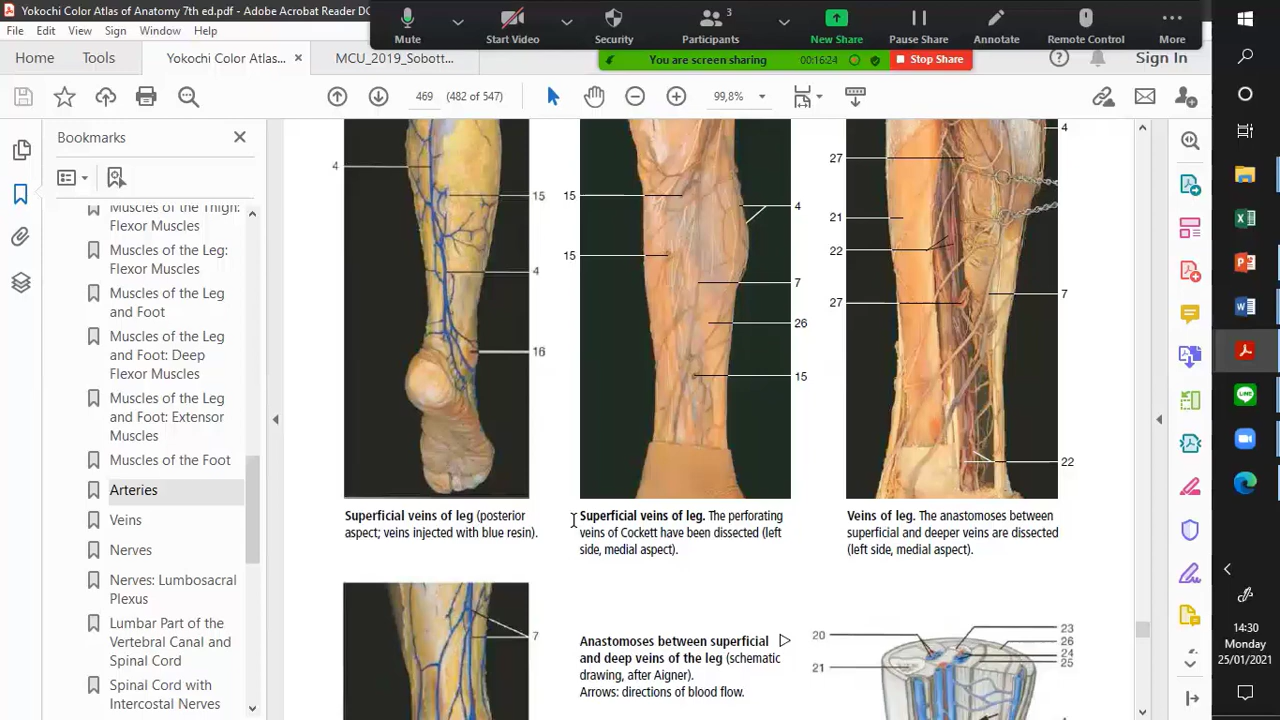 Yokochi Color Atlas of Anatomy 7th ed.pdf - Adobe Acrobat Reader DC
File Edit View Sign Window Help
Mute
Start Video
Security
3
Participants
New Share
Pause Share
Annotate
Remote Control
More
You are screen sharing
00:16:24
Stop Share
Home
Tools
Yokochi Color Atlas... ×
MCU_2019_Sobott...
Sign In
469 (482 of 547)
99,8%
Bookmarks
Muscles of the Thigh:
Flexor Muscles
Muscles of the Leg:
Flexor Muscles
Muscles of the Leg
and Foot
Muscles of the Leg
and Foot: Deep
Flexor Muscles
Muscles of the Leg
and Foot: Extensor
Muscles
Muscles of the Foot
Arteries
Veins
Nerves
Nerves: Lumbosacral
Plexus
Lumbar Part of the
Vertebral Canal and
Spinal Cord
Spinal Cord with
Intercostal Nerves
4
15
4
16
15
15
4
7
26
15
4
27
21
22
27
7
22
Superficial veins of leg (posterior
aspect; veins injected with blue resin).
Superficial veins of leg. The perforating
veins of Cockett have been dissected (left
side, medial aspect).
Veins of leg. The anastomoses between
superficial and deeper veins are dissected
(left side, medial aspect).
7
Anastomoses between superficial
and deep veins of the leg (schematic
drawing, after Aigner).
Arrows: directions of blood flow.
20
21
23
26
24
25
14:30
Monday
25/01/2021